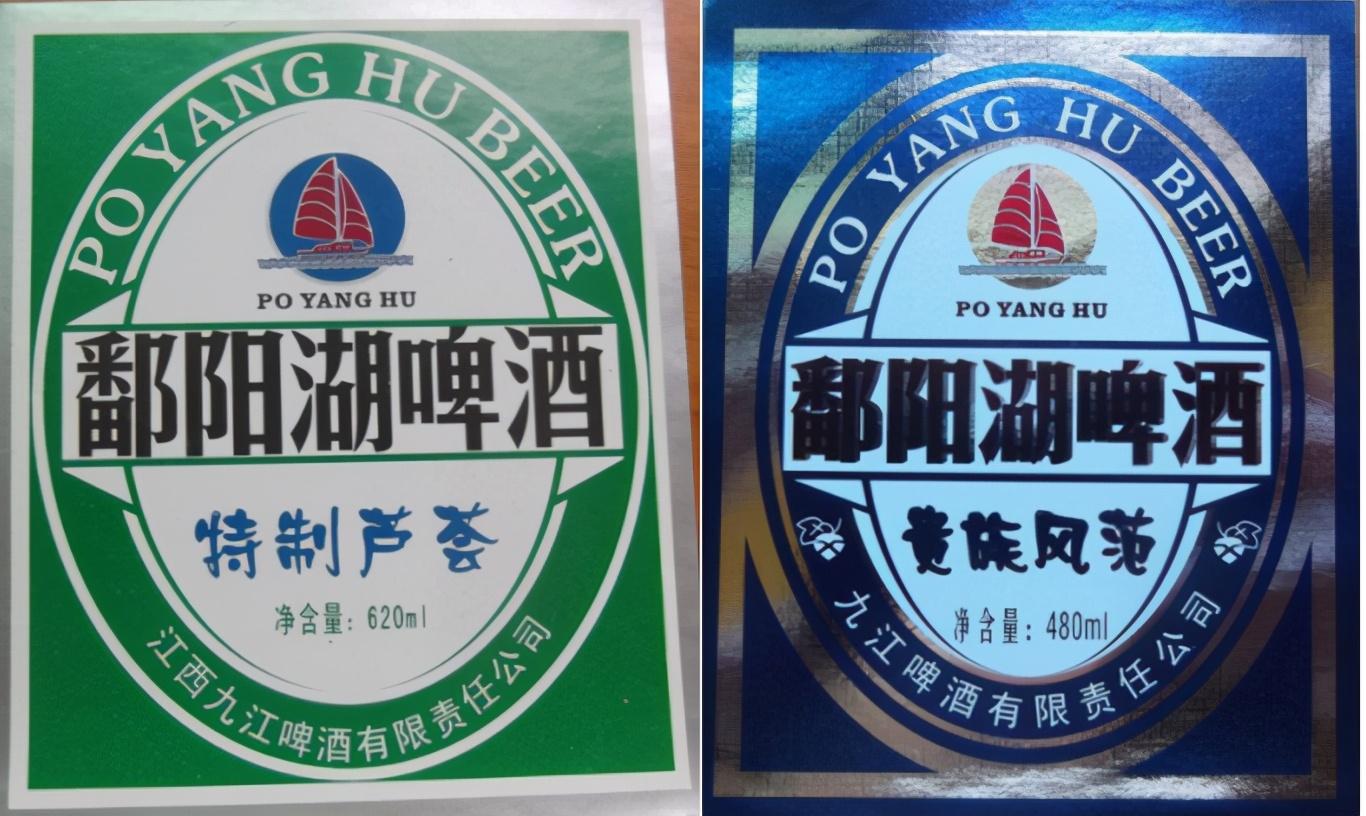 PO YANG HU BEER
PO YANG HU
鄱阳湖啤酒
特制芦荟
净含量：620ml
江西九江啤酒有限责任公司
PO YANG HU BEER
PO YANG HU
鄱阳湖啤酒
贵族风范
净含量：480ml
九江啤酒有限责任公司